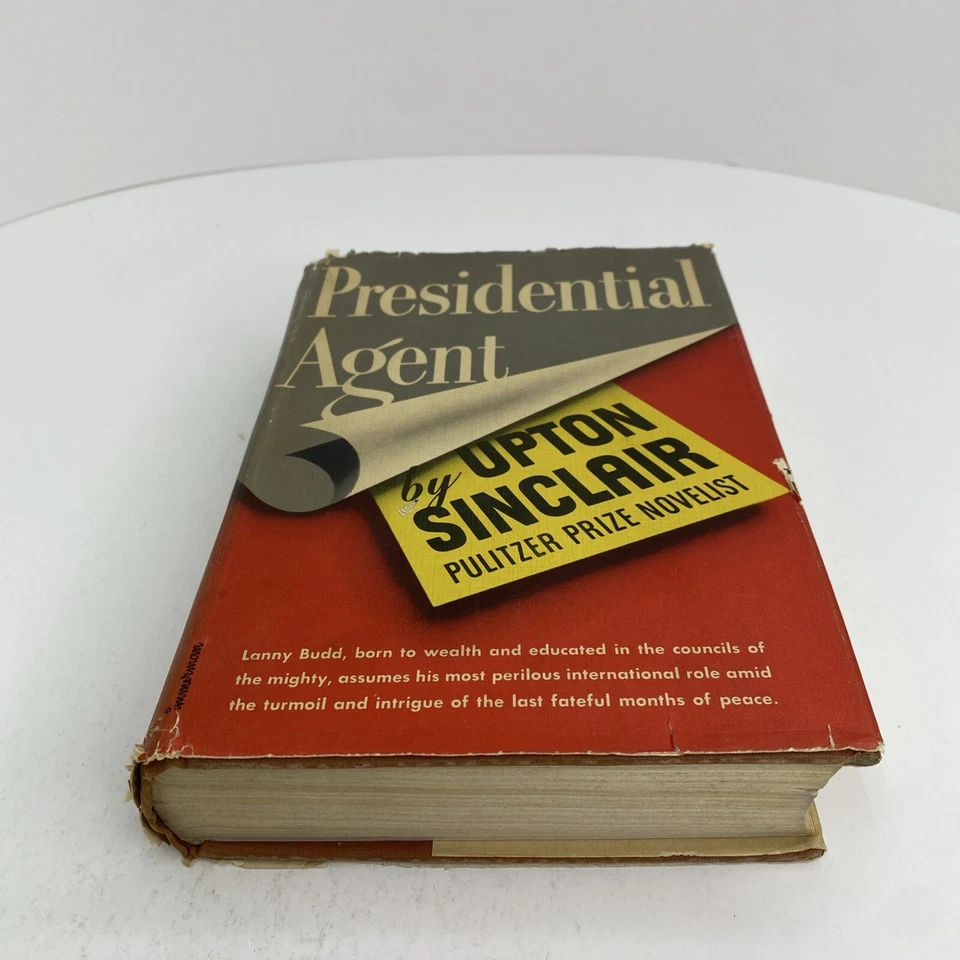 Presidential
Agent
by UPTON
SINCLAIR
PULITZER PRIZE NOVELIST
Lanny Budd, born to wealth and educated in the councils of
the mighty, assumes his most perilous international role amid
the turmoil and intrigue of the last fateful months of peace.